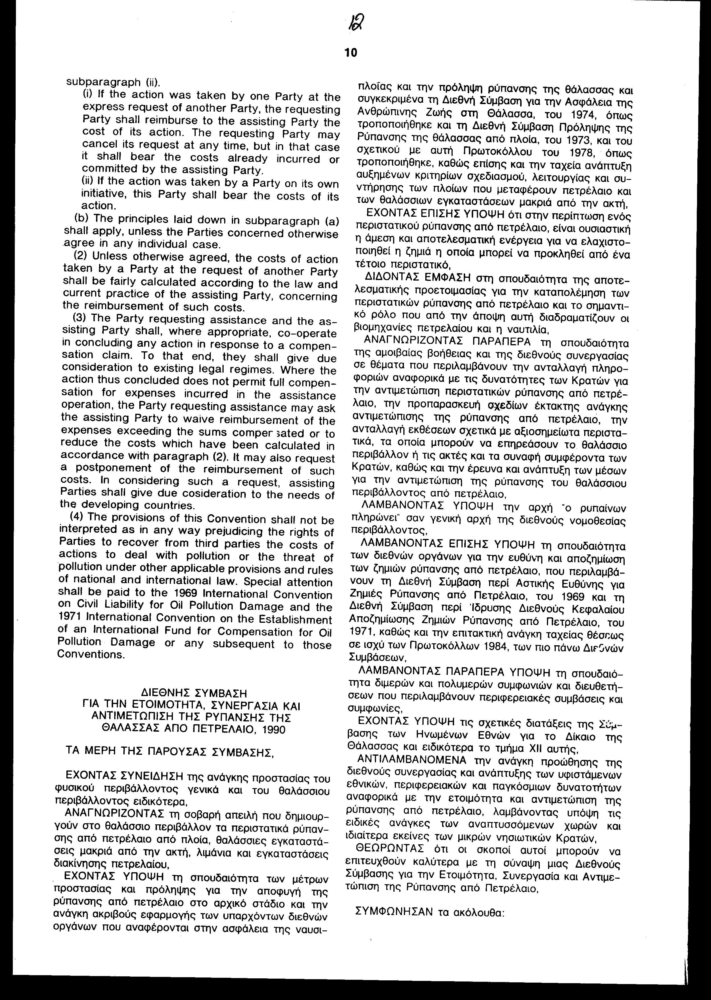 12
10
subparagraph (ii).
(i) If the action was taken by one Party at the
express request of another Party, the requesting
Party shall reimburse to the assisting Party the
cost of its action. The requesting Party may
cancel its request at any time, but in that case
it shall bear the costs already incurred or
committed by the assisting Party.
(ii) If the action was taken by a Party on its own
initiative, this Party shall bear the costs of its
action.
(b) The principles laid down in subparagraph (a)
shall apply, unless the Parties concerned otherwise
agree in any individual case.
(2) Unless otherwise agreed, the costs of action
taken by a Party at the request of another Party
shall be fairly calculated according to the law and
current practice of the assisting Party, concerning
the reimbursement of such costs.
(3) The Party requesting assistance and the as-
sisting Party shall, where appropriate, co-operate
in concluding any action in response to a compen-
sation claim. To that end, they shall give due
consideration to existing legal regimes. Where the
action thus concluded does not permit full compen-
sation for expenses incurred in the assistance
operation, the Party requesting assistance may ask
the assisting Party to waive reimbursement of the
expenses exceeding the sums compensated or to
reduce the costs which have been calculated in
accordance with paragraph (2). It may also request
a postponement of the reimbursement of such
costs. In considering such a request, assisting
Parties shall give due cosideration to the needs of
the developing countries.
(4) The provisions of this Convention shall not be
interpreted as in any way prejudicing the rights of
Parties to recover from third parties the costs of
actions to deal with pollution or the threat of
pollution under other applicable provisions and rules
of national and international law. Special attention
shall be paid to the 1969 International Convention
on Civil Liability for Oil Pollution Damage and the
1971 International Convention on the Establishment
of an International Fund for Compensation for Oil
Pollution Damage or any subsequent to those
Conventions.
ΔΙΕΘΝΗΣ ΣΥΜΒΑΣΗ
ΓΙΑ ΤΗΝ ΕΤΟΙΜΟΤΗΤΑ, ΣΥΝΕΡΓΑΣΙΑ ΚΑΙ
ΑΝΤΙΜΕΤΩΠΙΣΗ ΤΗΣ ΡΥΠΑΝΣΗΣ ΤΗΣ
ΘΑΛΑΣΣΑΣ ΑΠΟ ΠΕΤΡΕΛΑΙΟ, 1990
ΤΑ ΜΕΡΗ ΤΗΣ ΠΑΡΟΥΣΑΣ ΣΥΜΒΑΣΗΣ,
ΕΧΟΝΤΑΣ ΣΥΝΕΙΔΗΣΗ της ανάγκης προστασίας του
φυσικού περιβάλλοντος γενικά και του θαλάσσιου
περιβάλλοντος ειδικότερα,
ΑΝΑΓΝΩΡΙΖΟΝΤΑΣ τη σοβαρή απειλή που δημιουρ-
γούν στο θαλάσσιο περιβάλλον τα περιστατικά ρύπαν-
σης από πετρέλαιο από πλοία, θαλάσσιες εγκαταστά-
σεις μακριά από την ακτή, λιμάνια και εγκαταστάσεις
διακίνησης πετρελαίου,
ΕΧΟΝΤΑΣ ΥΠΟΨΗ τη σπουδαιότητα των μέτρων
προστασίας και πρόληψης για την αποφυγή της
ρύπανσης από πετρέλαιο στο αρχικό στάδιο και την
ανάγκη ακριβούς εφαρμογής των υπαρχόντων διεθνών
οργάνων που αναφέρονται στην ασφάλεια της ναυσι-
πλοΐας και την πρόληψη ρύπανσης της θάλασσας και
συγκεκριμένα τη Διεθνή Σύμβαση για την Ασφάλεια της
Ανθρώπινης Ζωής στη Θάλασσα, του 1974, όπως
τροποποιήθηκε και τη Διεθνή Σύμβαση Πρόληψης της
Ρύπανσης της θάλασσας από πλοία, του 1973, και του
σχετικού με αυτή Πρωτοκόλλου του 1978, όπως
τροποποιήθηκε, καθώς επίσης και την ταχεία ανάπτυξη
αυξημένων κριτηρίων σχεδιασμού, λειτουργίας και συ-
ντήρησης των πλοίων που μεταφέρουν πετρέλαιο και
των θαλάσσιων εγκαταστάσεων μακριά από την ακτή,
ΕΧΟΝΤΑΣ ΕΠΙΣΗΣ ΥΠΟΨΗ ότι στην περίπτωση ενός
περιστατικού ρύπανσης από πετρέλαιο, είναι ουσιαστική
η άμεση και αποτελεσματική ενέργεια για να ελαχιστο-
ποιηθεί η ζημιά η οποία μπορεί να προκληθεί από ένα
τέτοιο περιστατικό,
ΔΙΔΟΝΤΑΣ ΕΜΦΑΣΗ στη σπουδαιότητα της αποτε-
λεσματικής προετοιμασίας για την καταπολέμηση των
περιστατικών ρύπανσης από πετρέλαιο και το σημαντι-
κό ρόλο που από την άποψη αυτή διαδραματίζουν οι
βιομηχανίες πετρελαίου και η ναυτιλία,
ΑΝΑΓΝΩΡΙΖΟΝΤΑΣ ΠΑΡΑΠΕΡΑ τη σπουδαιότητα
της αμοιβαίας βοήθειας και της διεθνούς συνεργασίας
σε θέματα που περιλαμβάνουν την ανταλλαγή πληρο-
φοριών αναφορικά με τις δυνατότητες των Κρατών για
την αντιμετώπιση περιστατικών ρύπανσης από πετρέ-
λαιο, την προπαρασκευή σχεδίων έκτακτης ανάγκης
αντιμετώπισης της ρύπανσης από πετρέλαιο, την
ανταλλαγή εκθέσεων σχετικά με αξιοσημείωτα περιστα-
τικά, τα οποία μπορούν να επηρεάσουν το θαλάσσιο
περιβάλλον ή τις ακτές και τα συναφή συμφέροντα των
Κρατών, καθώς και την έρευνα και ανάπτυξη των μέσων
για την αντιμετώπιση της ρύπανσης του θαλάσσιου
περιβάλλοντος από πετρέλαιο,
ΛΑΜΒΑΝΟΝΤΑΣ ΥΠΟΨΗ την αρχή "ο ρυπαίνων
πληρώνει" σαν γενική αρχή της διεθνούς νομοθεσίας
περιβάλλοντος,
ΛΑΜΒΑΝΟΝΤΑΣ ΕΠΙΣΗΣ ΥΠΟΨΗ τη σπουδαιότητα
των διεθνών οργάνων για την ευθύνη και αποζημίωση
των ζημιών ρύπανσης από πετρέλαιο, που περιλαμβά-
νουν τη Διεθνή Σύμβαση περί Αστικής Ευθύνης για
Ζημιές Ρύπανσης από Πετρέλαιο, του 1969 και τη
Διεθνή Σύμβαση περί Ίδρυσης Διεθνούς Κεφαλαίου
Αποζημίωσης Ζημιών Ρύπανσης από Πετρέλαιο, του
1971, καθώς και την επιτακτική ανάγκη ταχείας θέσεως
σε ισχύ των Πρωτοκόλλων 1984, των πιο πάνω Διεθνών
Συμβάσεων,
ΛΑΜΒΑΝΟΝΤΑΣ ΠΑΡΑΠΕΡΑ ΥΠΟΨΗ τη σπουδαιό-
τητα διμερών και πολυμερών συμφωνιών και διευθετή-
σεων που περιλαμβάνουν περιφερειακές συμβάσεις και
συμφωνίες,
ΕΧΟΝΤΑΣ ΥΠΟΨΗ τις σχετικές διατάξεις της Σύμ-
βασης των Ηνωμένων Εθνών για το Δίκαιο της
Θάλασσας και ειδικότερα το τμήμα XII αυτής,
ΑΝΤΙΛΑΜΒΑΝΟΜΕΝΑ την ανάγκη προώθησης της
διεθνούς συνεργασίας και ανάπτυξης των υφιστάμενων
εθνικών, περιφερειακών και παγκόσμιων δυνατοτήτων
αναφορικά με την ετοιμότητα και αντιμετώπιση της
ρύπανσης από πετρέλαιο, λαμβάνοντας υπόψη τις
ειδικές ανάγκες των αναπτυσσόμενων χωρών και
ιδιαίτερα εκείνες των μικρών νησιωτικών Κρατών,
ΘΕΩΡΩΝΤΑΣ ότι οι σκοποί αυτοί μπορούν να
επιτευχθούν καλύτερα με τη σύναψη μιας Διεθνούς
Σύμβασης για την Ετοιμότητα, Συνεργασία και Αντιμε-
τώπιση της Ρύπανσης από Πετρέλαιο,
ΣΥΜΦΩΝΗΣΑΝ τα ακόλουθα: